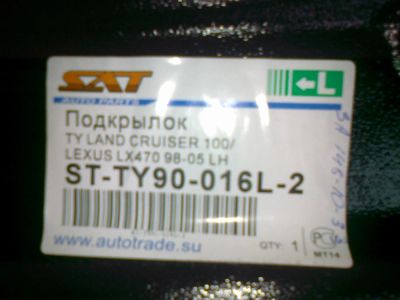 SAT
AUTO PARTS
←L
Подкрылок
TY LAND CRUISER 100/
LEXUS LX470 98-05 LH
ST-TY90-016L-2
www.autotrade.su
QTY: 1
МТ14